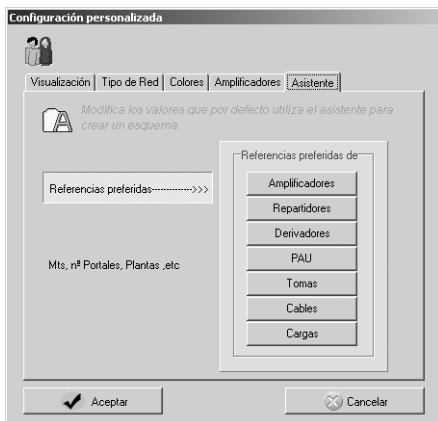 Configuración personalizada
Visualización Tipo de Red Colores Amplificadores Asistente
Modifica los valores que por defecto utiliza el asistente para
crear un esquema
Referencias preferidas-------------->>>
Mts, nº Portales, Plantas ,etc
Referencias preferidas de
Amplificadores
Repartidores
Derivadores
PAU
Tomas
Cables
Cargas
Aceptar
Cancelar